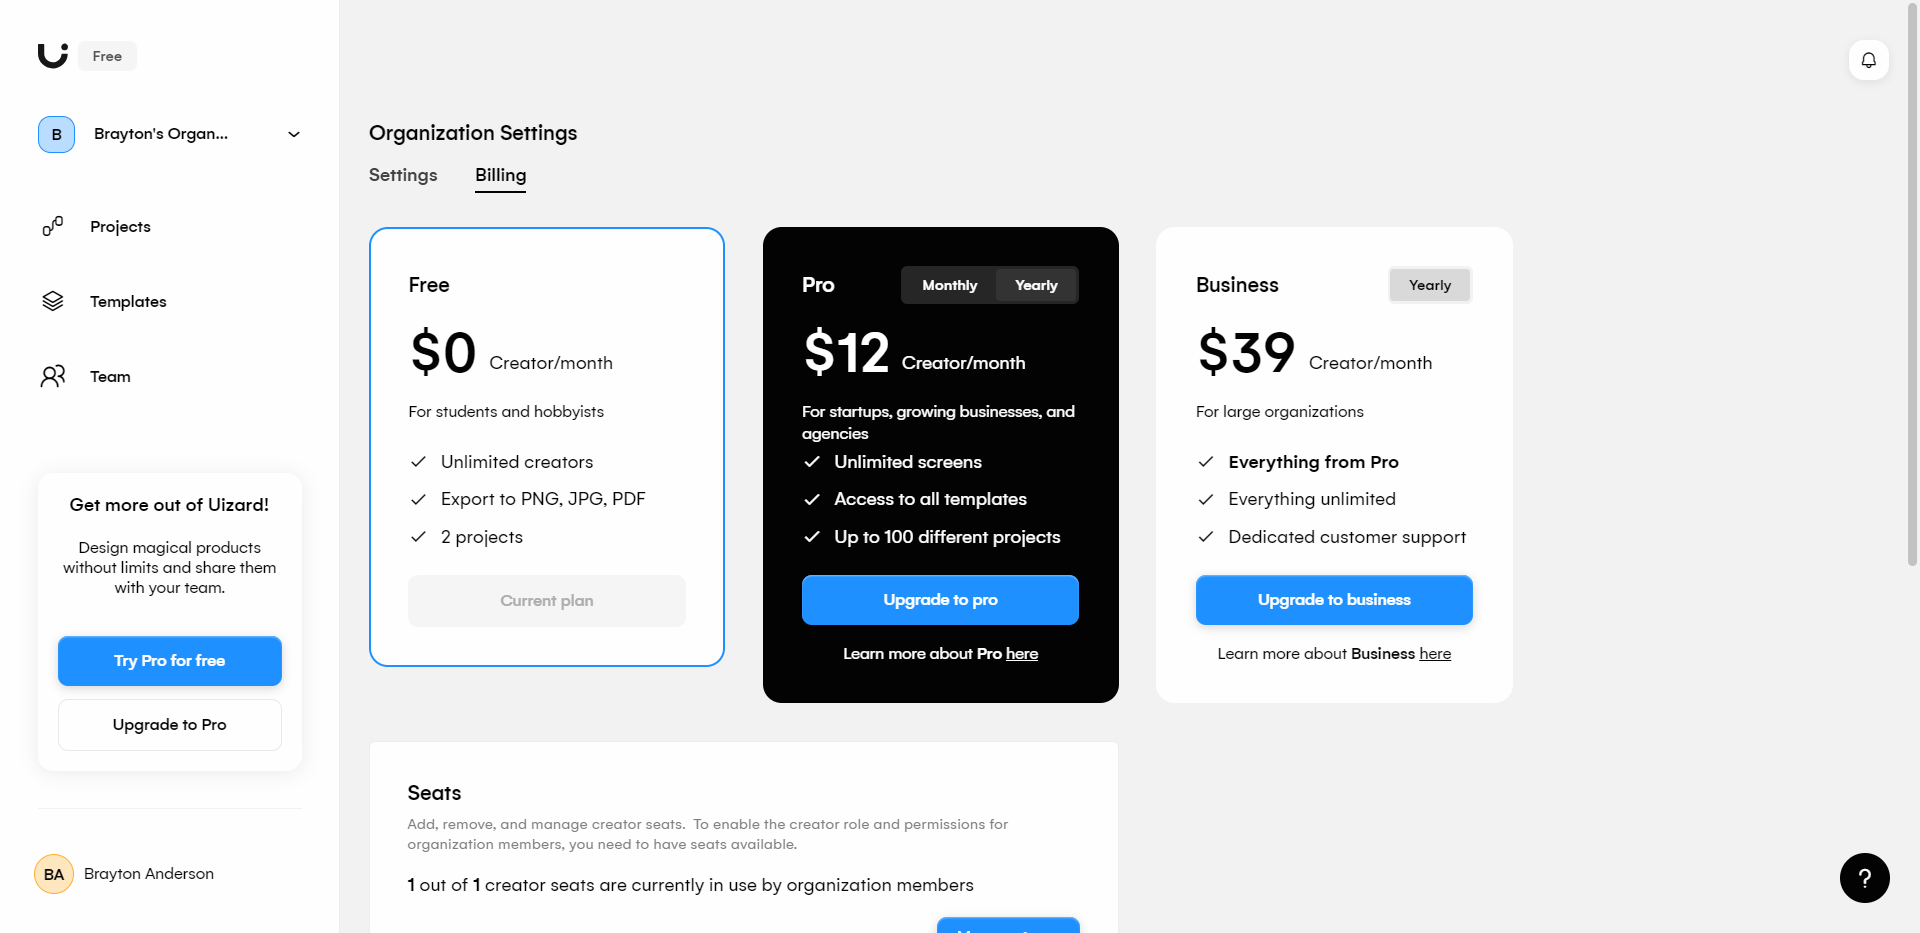 Free
B
Brayton's Organ...
Projects
Templates
Team
Get more out of Uizard!
Design magical products
without limits and share them
with your team.
Try Pro for free
Upgrade to Pro
BA
Brayton Anderson
Organization Settings
Settings
Billing
Free
$0 Creator/month
For students and hobbyists
Unlimited creators
Export to PNG, JPG, PDF
2 projects
Current plan
Pro
Monthly
Yearly
$12 Creator/month
For startups, growing businesses, and
agencies
Unlimited screens
Access to all templates
Up to 100 different projects
Upgrade to pro
Learn more about Pro here
Business
Yearly
$39 Creator/month
For large organizations
Everything from Pro
Everything unlimited
Dedicated customer support
Upgrade to business
Learn more about Business here
Seats
Add, remove, and manage creator seats. To enable the creator role and permissions for
organization members, you need to have seats available.
1 out of 1 creator seats are currently in use by organization members
?